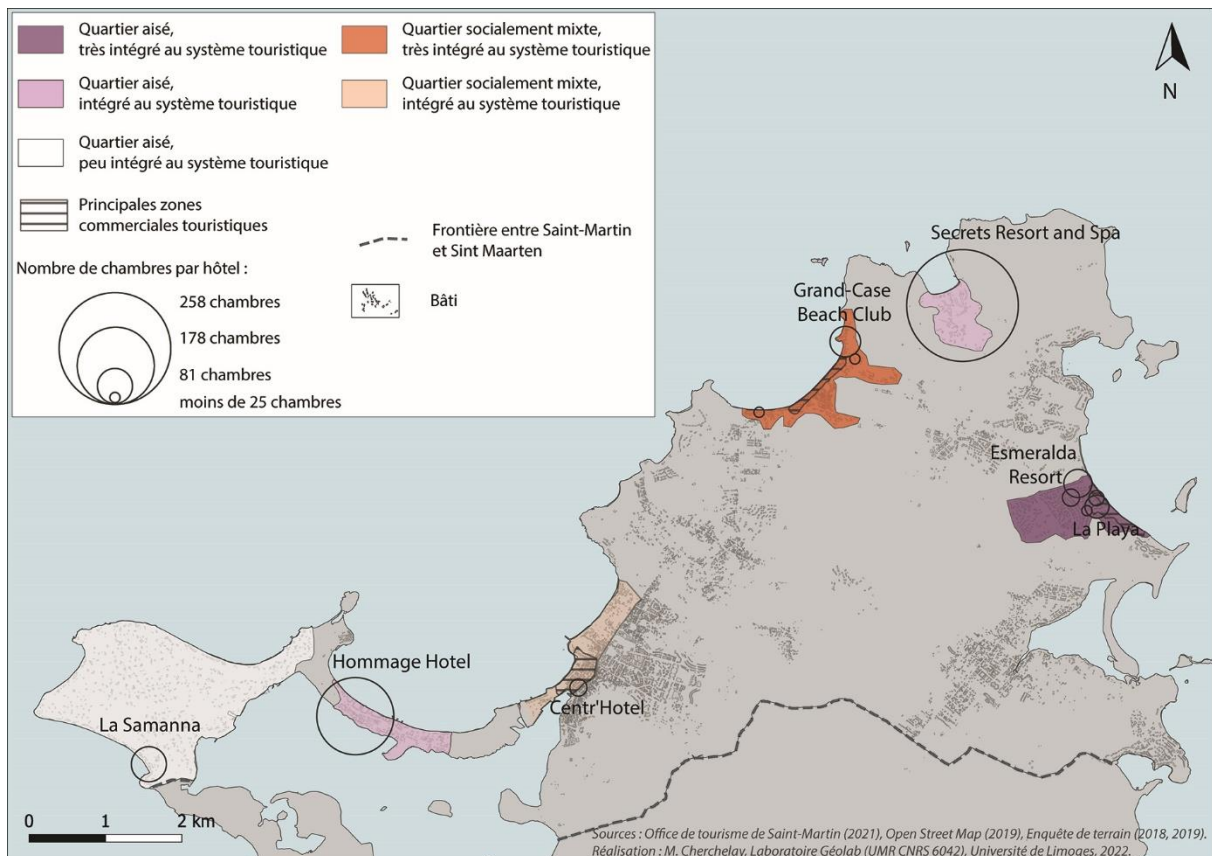 Quartier aisé,
très intégré au système touristique
Quartier socialement mixte,
très intégré au système touristique
Quartier aisé,
intégré au système touristique
Quartier socialement mixte,
intégré au système touristique
Quartier aisé,
peu intégré au système touristique
Principales zones
commerciales touristiques
Frontière entre Saint-Martin
et Sint Maarten
Nombre de chambres par hôtel :
258 chambres
178 chambres
81 chambres
moins de 25 chambres
Bâti
N
Secrets Resort and Spa
Grand-Case
Beach Club
Esmeralda
Resort
La Playa
Hommage Hotel
Centr'Hotel
La Samanna
0 1 2 km
Sources : Office de tourisme de Saint-Martin (2021), Open Street Map (2019), Enquête de terrain (2018, 2019).
Réalisation : M. Cherchelay, Laboratoire Géolab (UMR CNRS 6042), Université de Limoges, 2022.